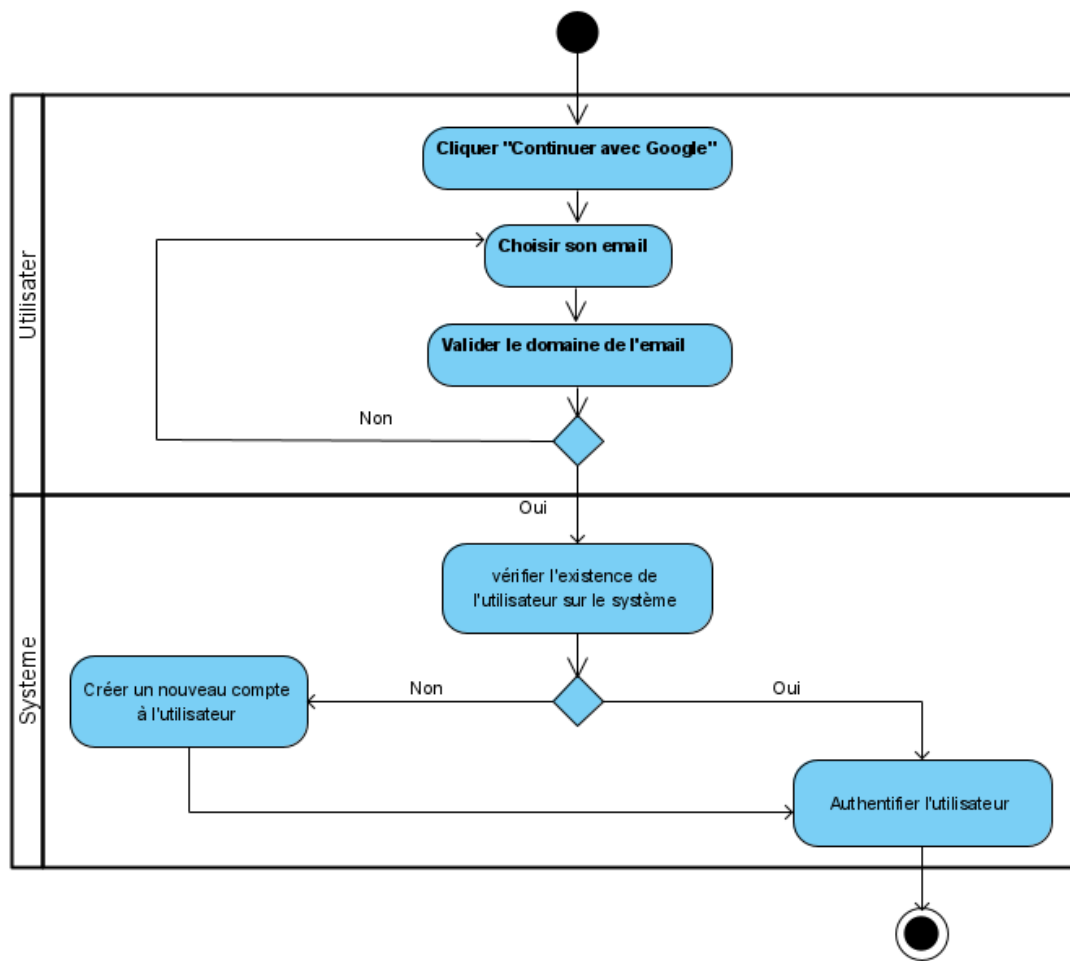 Utilisater
Cliquer "Continuer avec Google"
Choisir son email
Valider le domaine de l'email
Non
Systeme
Oui
vérifier l'existence de
l'utilisateur sur le système
Créer un nouveau compte
à l'utilisateur
Non
Oui
Authentifier l'utilisateur